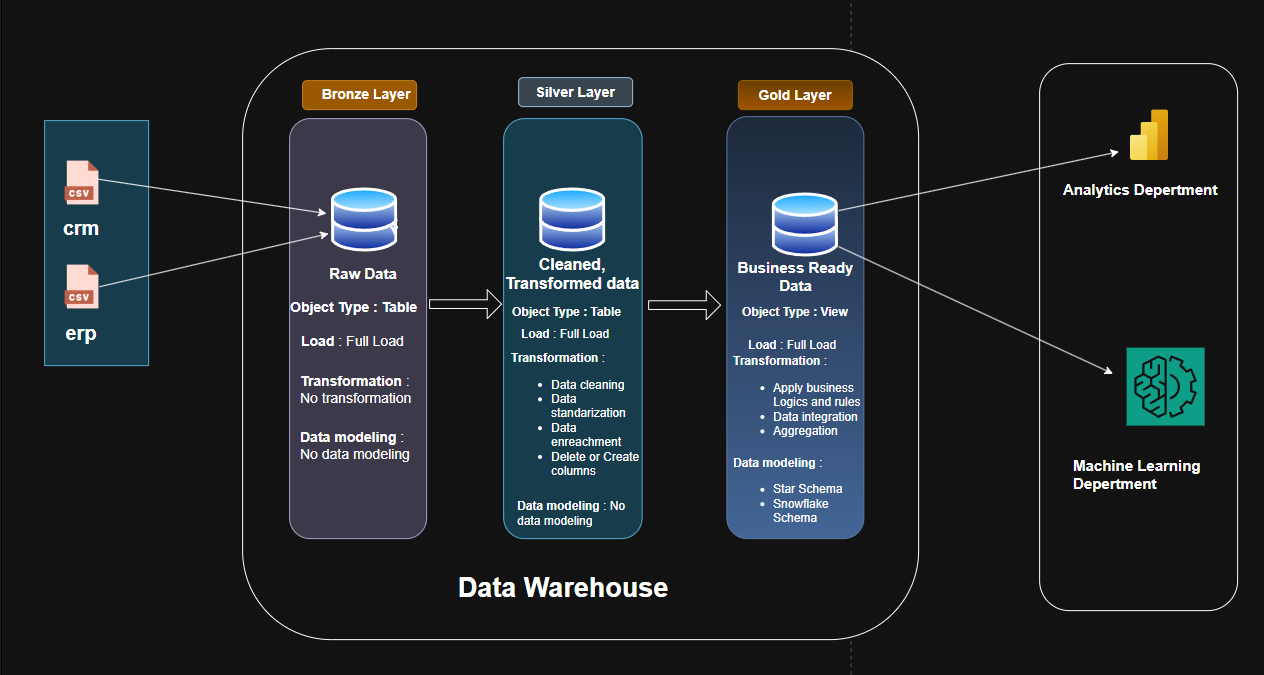 CSV
crm
CSV
erp
Bronze Layer
Raw Data
Object Type : Table
Load : Full Load
Transformation :
No transformation
Data modeling :
No data modeling
Silver Layer
Cleaned,
Transformed data
Object Type : Table
Load : Full Load
Transformation :
Data cleaning
Data
standarization
Data
enreachment
Delete or Create
columns
Data modeling : No
data modeling
Gold Layer
Business Ready
Data
Object Type : View
Load : Full Load
Transformation :
Apply business
Logics and rules
Data integration
Aggregation
Data modeling :
Star Schema
Snowflake
Schema
Data Warehouse
Analytics Depertment
Machine Learning
Depertment